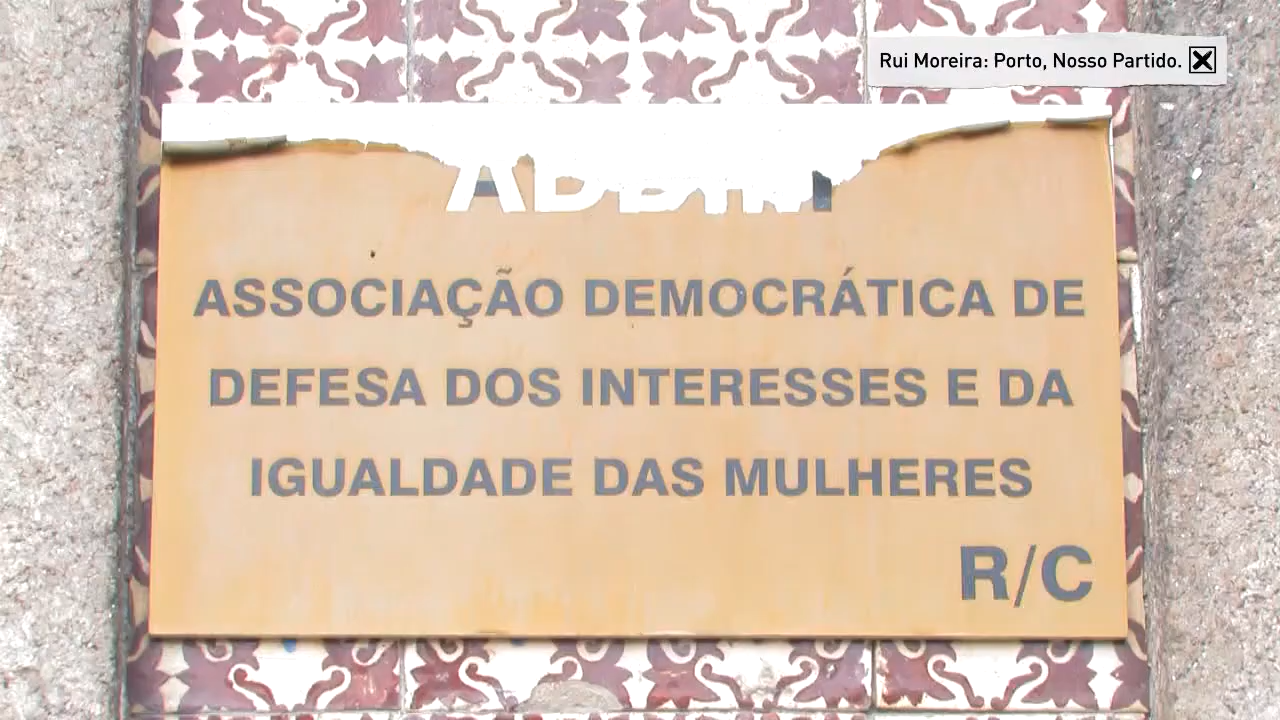 Rui Moreira: Porto, Nosso Partido.
ASSOCIAÇÃO DEMOCRÁTICA DE
DEFESA DOS INTERESSES E DA
IGUALDADE DAS MULHERES
R/C